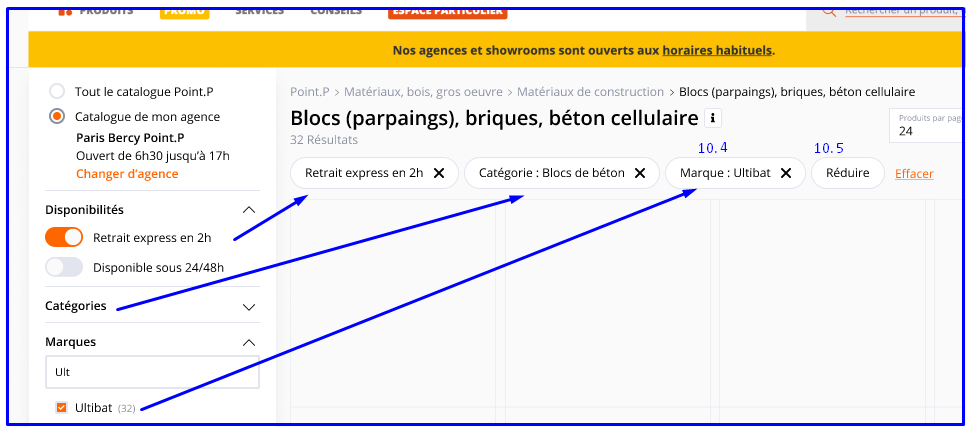 PRODUITS PROMO SERVICES CONSEILS ESPACE PARTICULIER Rechercher un produit,
Nos agences et showrooms sont ouverts aux horaires habituels.
Tout le catalogue Point.P
Catalogue de mon agence
Paris Bercy Point.P
Ouvert de 6h30 jusqu'à 17h
Changer d'agence
Disponibilités
Retrait express en 2h
Disponible sous 24/48h
Catégories
Marques
Ult
Ultibat (32)
Point.P > Matériaux, bois, gros oeuvre > Matériaux de construction > Blocs (parpaings), briques, béton cellulaire
Blocs (parpaings), briques, béton cellulaire i
32 Résultats
Produits par page
24
10.4 10.5
Retrait express en 2h X Catégorie : Blocs de béton X Marque : Ultibat X Réduire Effacer